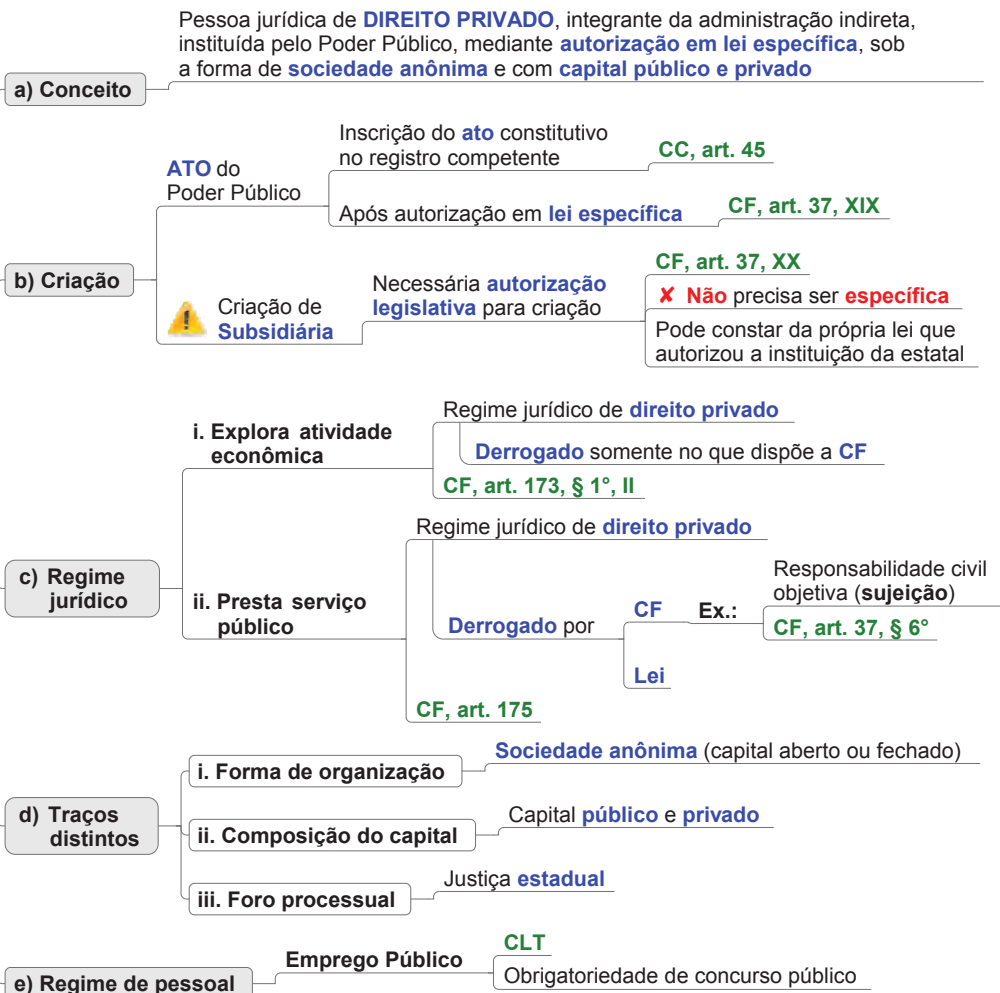 Pessoa jurídica de DIREITO PRIVADO, integrante da administração indireta,
instituída pelo Poder Público, mediante autorização em lei específica, sob
a forma de sociedade anônima e com capital público e privado
a) Conceito
b) Criação
ATO do
Poder Público
Inscrição do ato constitutivo
no registro competente
CC, art. 45
Após autorização em lei específica
CF, art. 37, XIX
Criação de
Subsidiária
Necessária autorização
legislativa para criação
CF, art. 37, XX
✘ Não precisa ser específica
Pode constar da própria lei que
autorizou a instituição da estatal
c) Regime
jurídico
i. Explora atividade
econômica
Regime jurídico de direito privado
Derrogado somente no que dispõe a CF
CF, art. 173, § 1°, II
ii. Presta serviço
público
Regime jurídico de direito privado
Derrogado por
CF
Ex.:
Responsabilidade civil
objetiva (sujeição)
CF, art. 37, § 6°
Lei
CF, art. 175
d) Traços
distintos
i. Forma de organização
Sociedade anônima (capital aberto ou fechado)
ii. Composição do capital
Capital público e privado
iii. Foro processual
Justiça estadual
e) Regime de pessoal
Emprego Público
CLT
Obrigatoriedade de concurso público